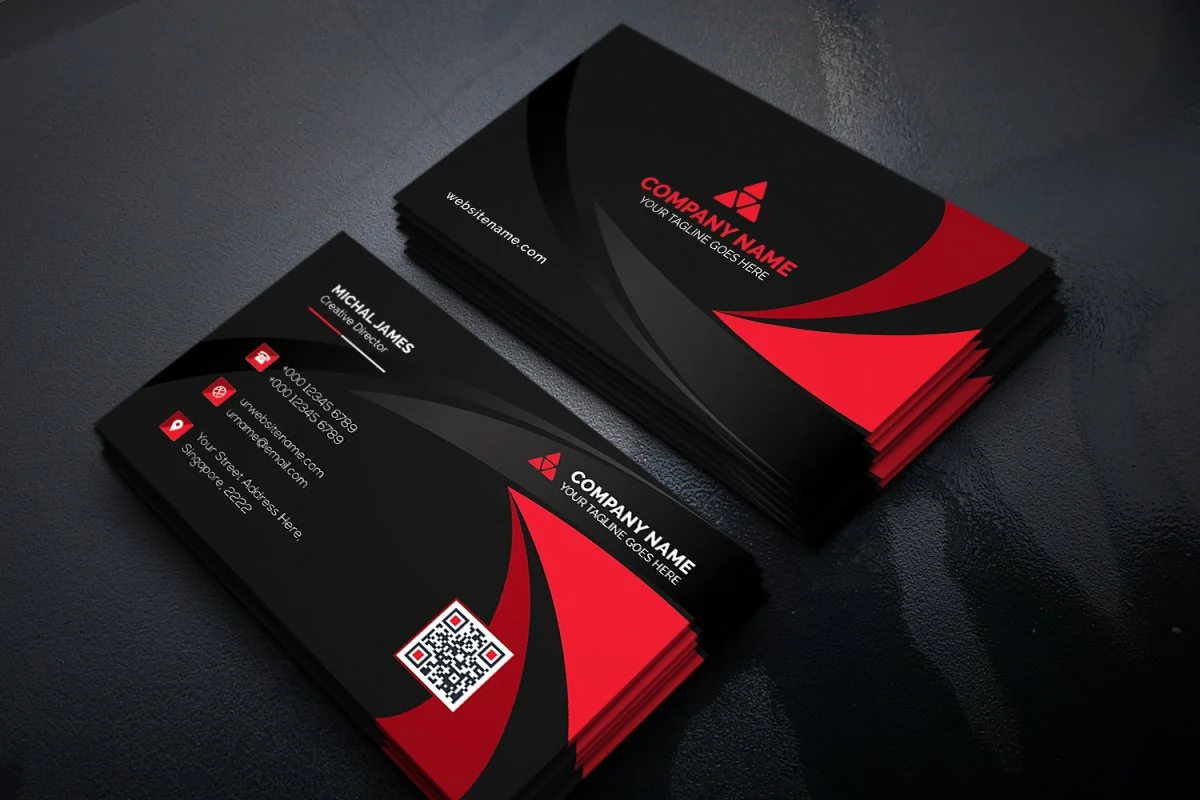 websitename.com
COMPANY NAME
YOUR TAGLINE GOES HERE
MICHAL JAMES
Creative Director
+000 12345 6789
+000 12345 6789
urwebsitename.com
urname@email.com
Your Street Address Here,
Singapore, 2222
COMPANY NAME
YOUR TAGLINE GOES HERE